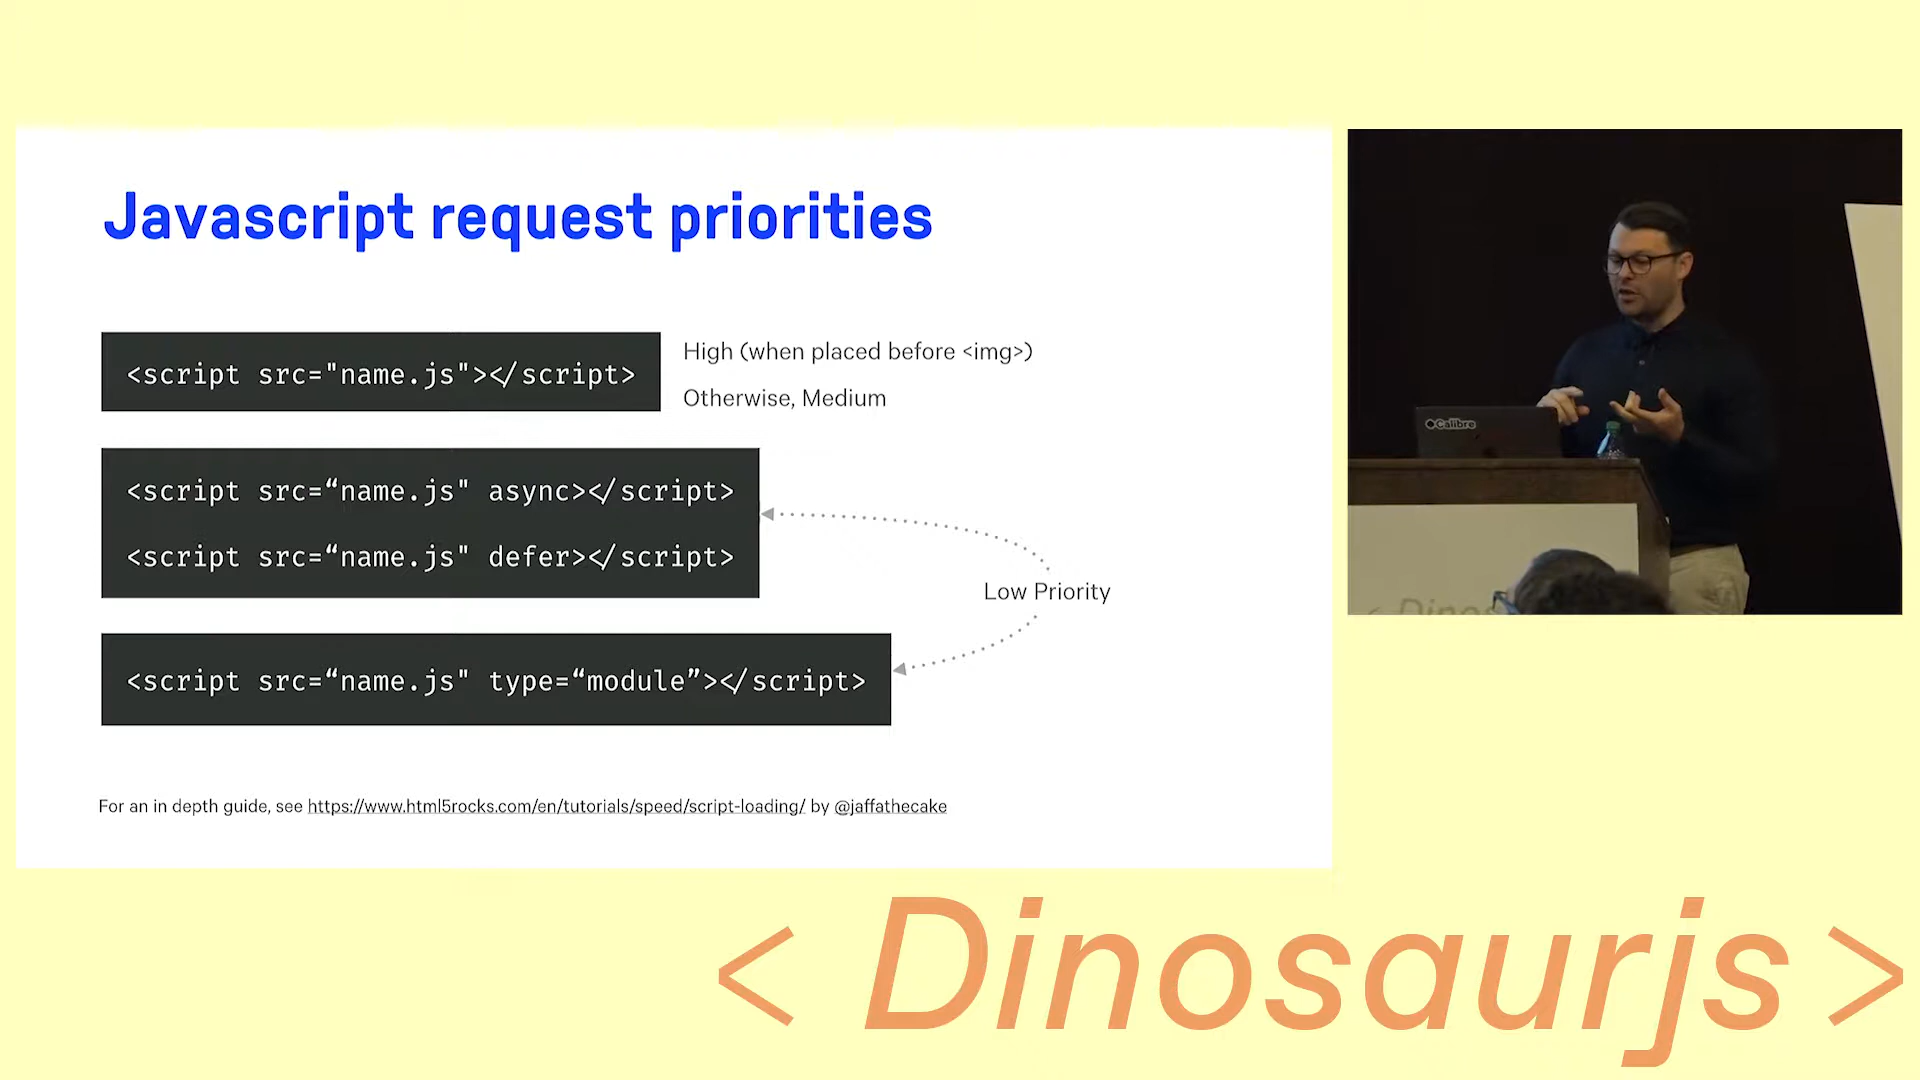 Javascript request priorities
<script src="name.js"></script>
High (when placed before <img>)
Otherwise, Medium
<script src=“name.js" async></script>
<script src=“name.js" defer></script>
Low Priority
<script src=“name.js" type=“module”></script>
For an in depth guide, see https://www.html5rocks.com/en/tutorials/speed/script-loading/ by @jaffathecake
Calibre
< Dinos
< Dinosaurjs >